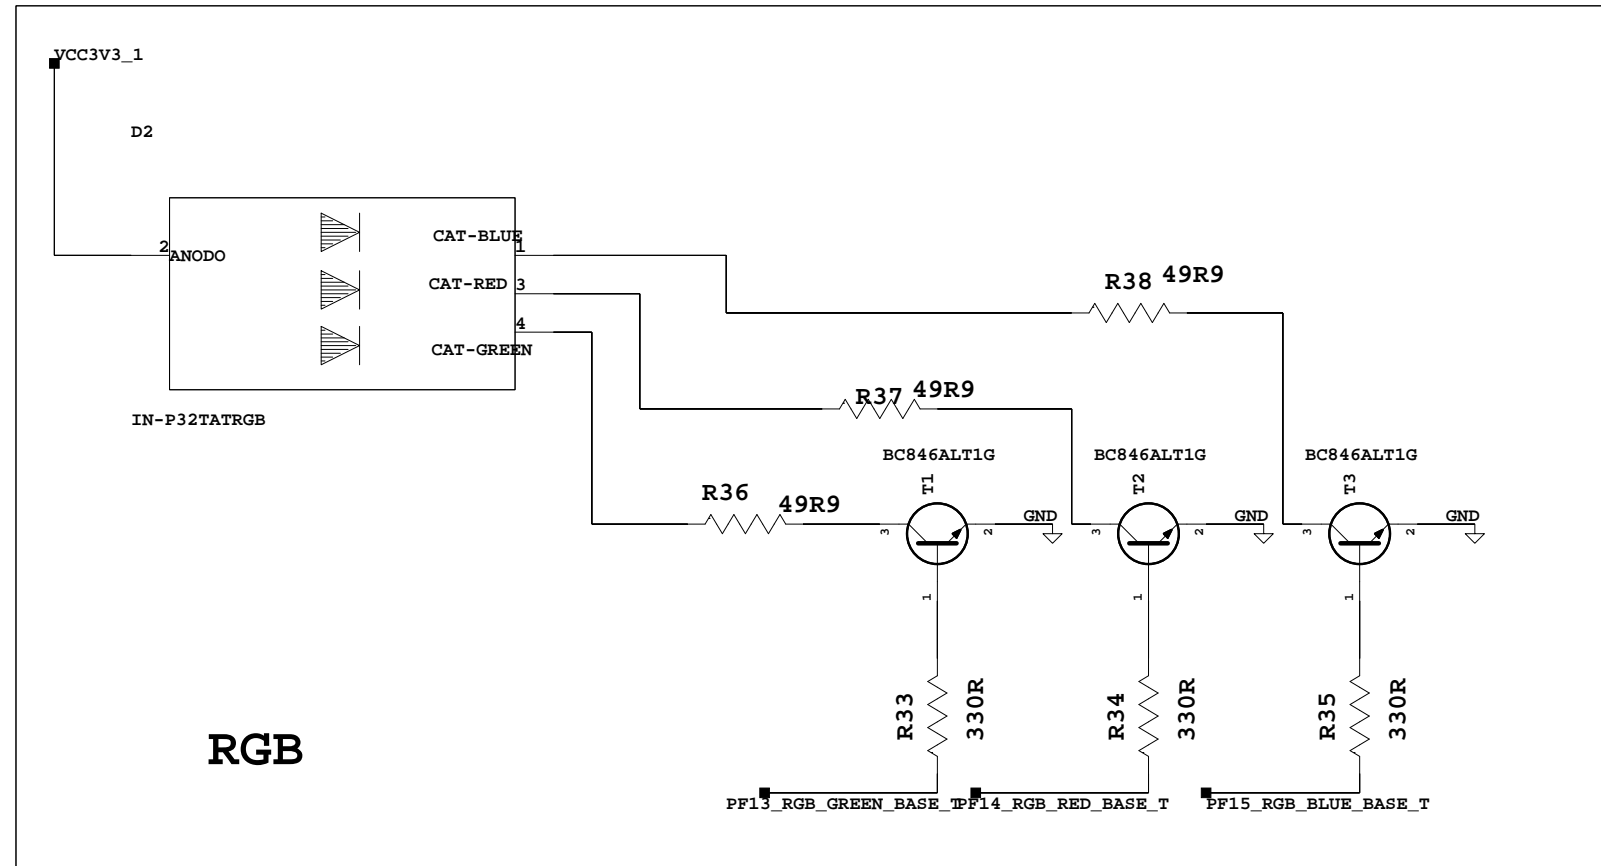 VCC3V3_1
D2
CAT-BLUE
1
2
ANODO
CAT-RED
3
4
CAT-GREEN
IN-P32TATRGB
R38 49R9
R37 49R9
R36 49R9
BC846ALT1G
T1
3
2
GND
1
BC846ALT1G
T2
3
2
GND
1
BC846ALT1G
T3
3
2
GND
1
R33
330R
R34
330R
R35
330R
RGB
PF13_RGB_GREEN_BASE_T
PF14_RGB_RED_BASE_T
PF15_RGB_BLUE_BASE_T